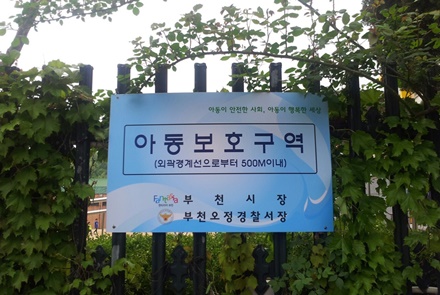 아동이 안전한 사회, 아동이 행복한 세상
아동보호구역
(외곽경계선으로부터 500M이내)
부천시장
부천오정경찰서장